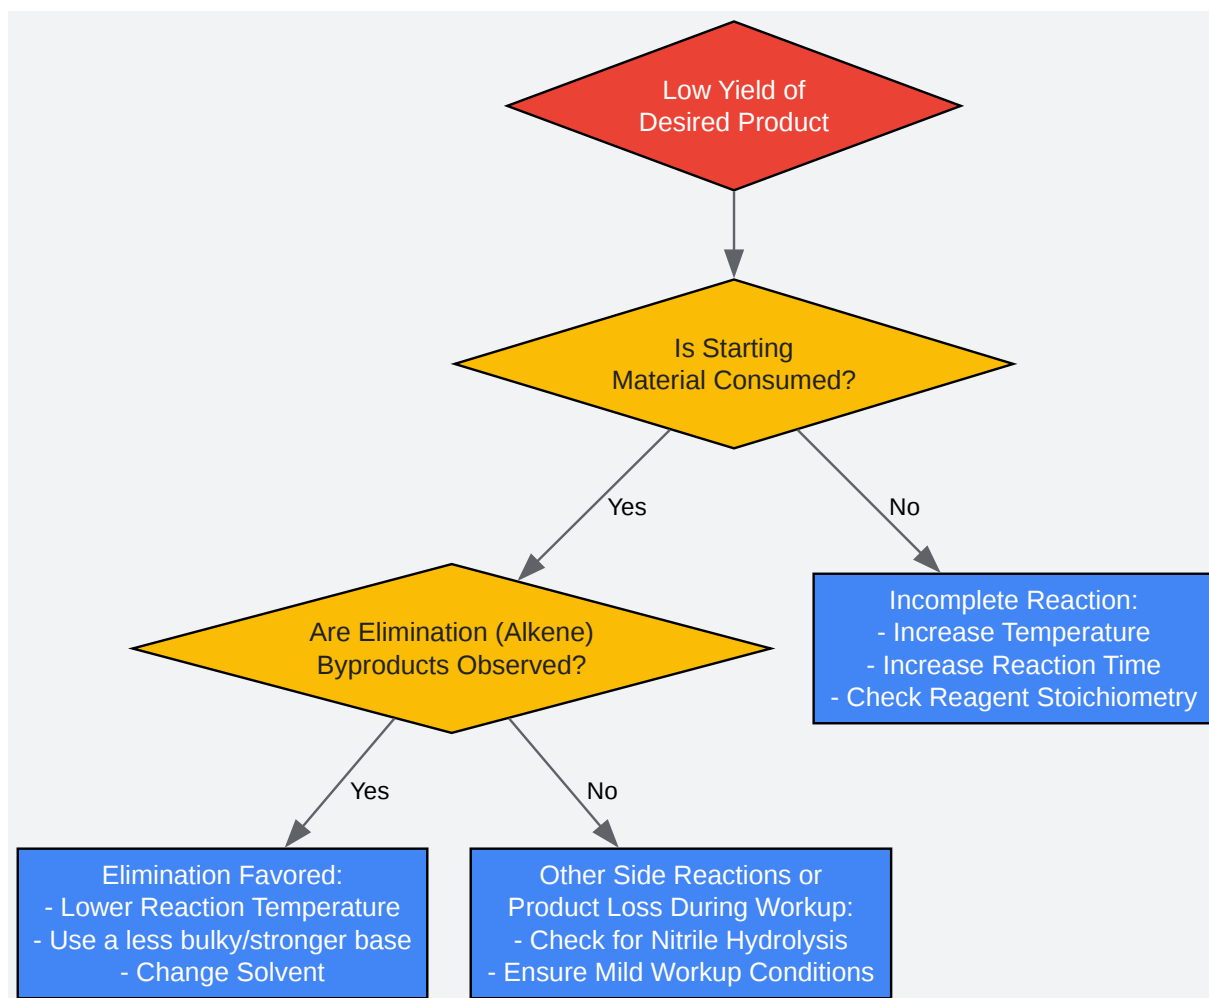 Low Yield of
Desired Product
Is Starting
Material Consumed?
Yes
No
Are Elimination (Alkene)
Byproducts Observed?
Incomplete Reaction:
- Increase Temperature
- Increase Reaction Time
- Check Reagent Stoichiometry
Yes
No
Elimination Favored:
- Lower Reaction Temperature
- Use a less bulky/stronger base
- Change Solvent
Other Side Reactions or
Product Loss During Workup:
- Check for Nitrile Hydrolysis
- Ensure Mild Workup Conditions